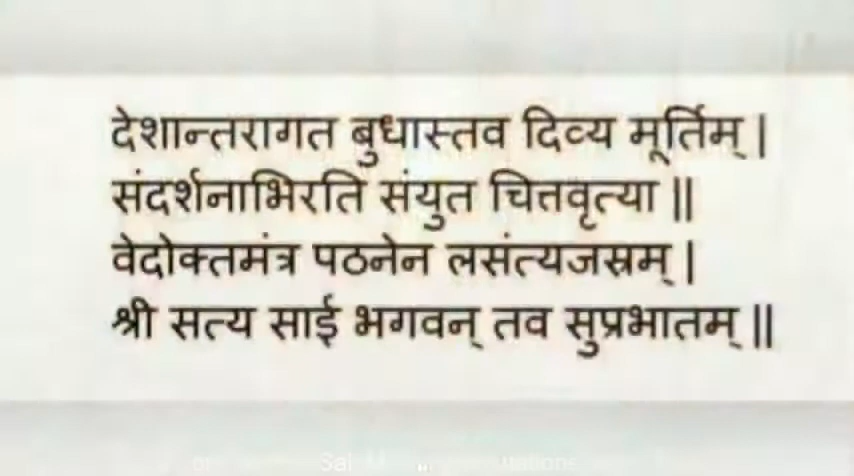 देशान्तरागत बुधास्तव दिव्य मूर्तिम् |
संदर्शनाभिरति संयुत चित्तवृत्या ||
वेदोक्तमंत्र पठनेन लसंत्यजस्रम् |
श्री सत्य साई भगवन् तव सुप्रभातम् ||